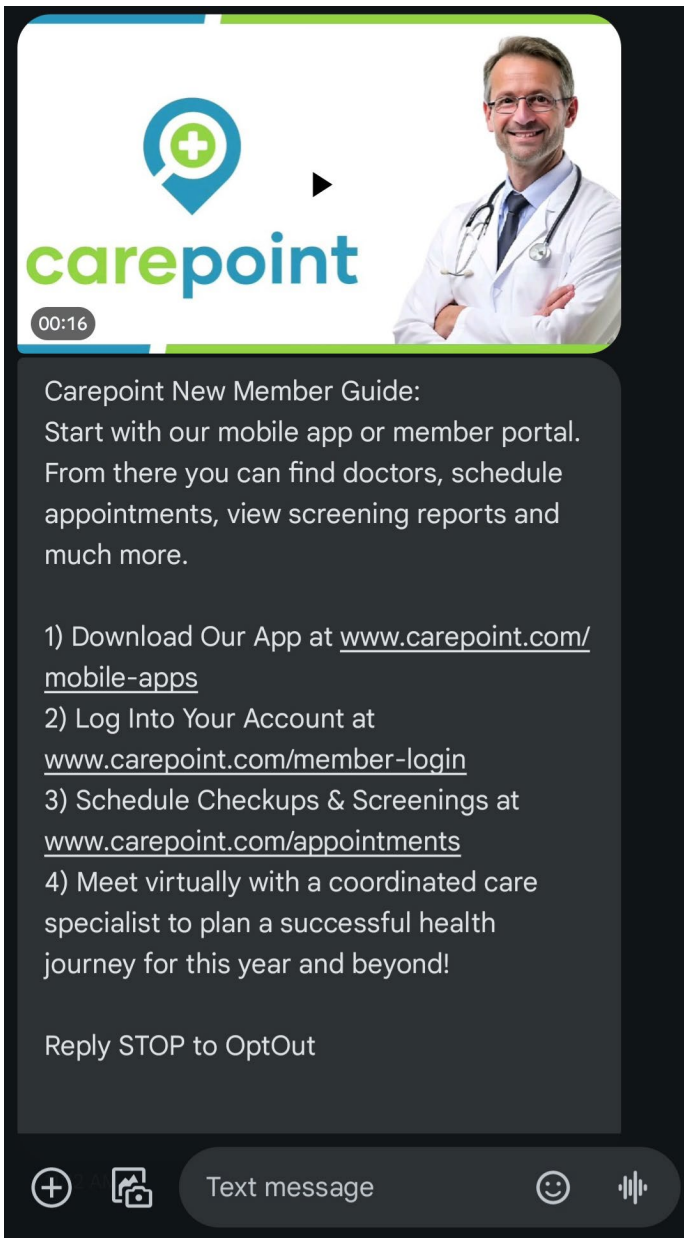 carepoint
00:16
Carepoint New Member Guide:
Start with our mobile app or member portal.
From there you can find doctors, schedule
appointments, view screening reports and
much more.
1) Download Our App at www.carepoint.com/
mobile-apps
2) Log Into Your Account at
www.carepoint.com/member-login
3) Schedule Checkups & Screenings at
www.carepoint.com/appointments
4) Meet virtually with a coordinated care
specialist to plan a successful health
journey for this year and beyond!
Reply STOP to OptOut
Text message